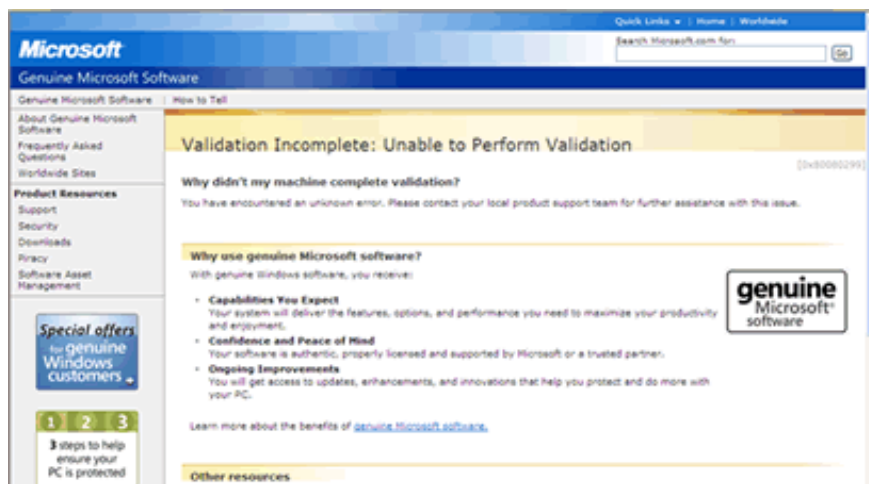 Quick Links | Home | Worldwide
Microsoft
Search Microsoft.com for:
Go
Genuine Microsoft Software
Genuine Microsoft Software | How to Tell
About Genuine Microsoft
Software
Frequently Asked
Questions
Worldwide Sites
Product Resources
Support
Security
Downloads
Piracy
Software Asset
Management
Special offers
for genuine
Windows
customers
1 2 3
3 steps to help
ensure your
PC is protected
Validation Incomplete: Unable to Perform Validation
[0x80080299]
Why didn't my machine complete validation?
You have encountered an unknown error. Please contact your local product support team for further assistance with this issue.
Why use genuine Microsoft software?
With genuine Windows software, you receive:
Capabilities You Expect
Your system will deliver the features, options, and performance you need to maximize your productivity
and enjoyment.
Confidence and Peace of Mind
Your software is authentic, properly licensed and supported by Microsoft or a trusted partner.
Ongoing Improvements
You will get access to updates, enhancements, and innovations that help you protect and do more with
your PC.
Learn more about the benefits of genuine Microsoft software.
genuine
Microsoft®
software
Other resources